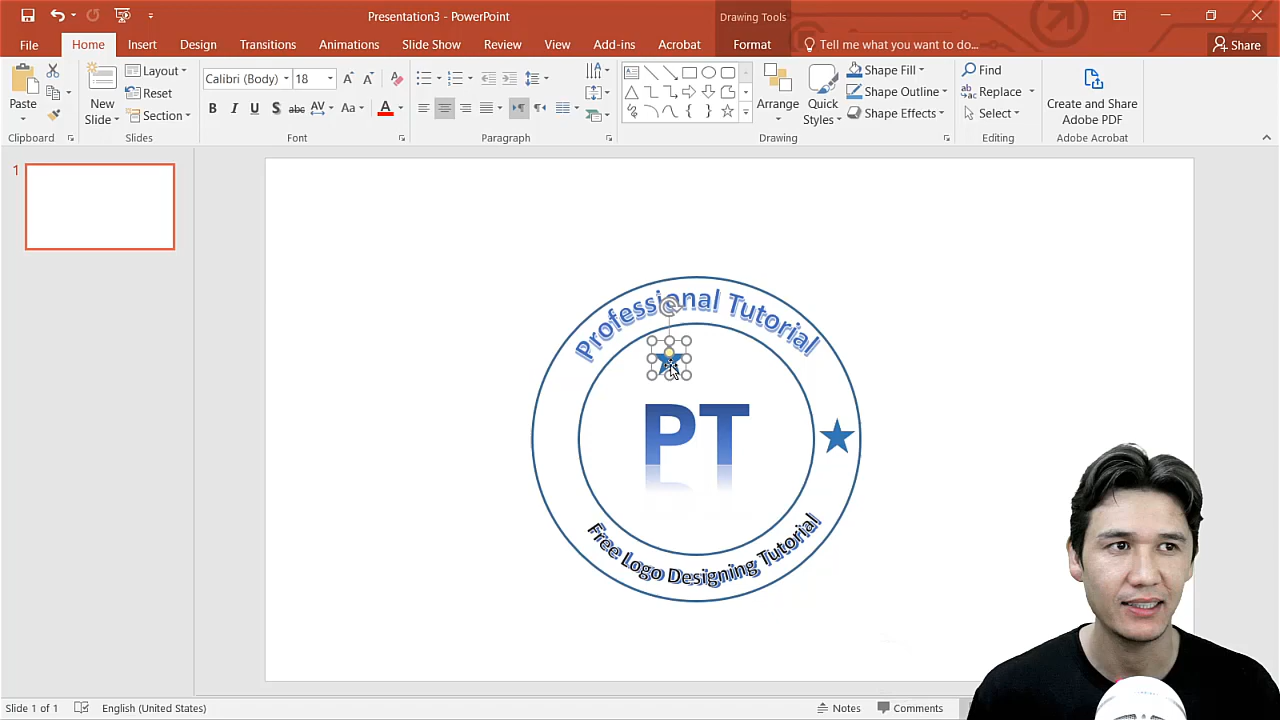 Presentation3 - PowerPoint
Drawing Tools
File Home Insert Design Transitions Animations Slide Show Review View Add-ins Acrobat Format Tell me what you want to do... Share
Paste
Clipboard
New Slide
Layout
Reset
Section
Slides
Calibri (Body) 18
B I U S abc AV Aa A
Font
Paragraph
Arrange
Quick Styles
Shape Fill
Shape Outline
Shape Effects
Drawing
Find
Replace
Select
Editing
Create and Share Adobe PDF
Adobe Acrobat
1
Professional Tutorial
PT
Free Logo Designing Tutorial
Slide 1 of 1 English (United States) Notes Comments